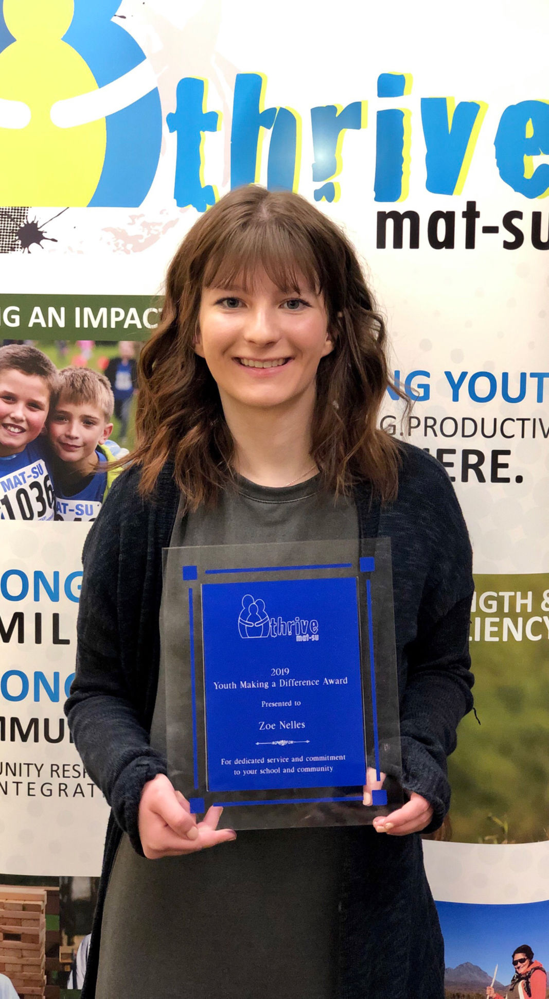 thrive
mat-su
NG AN IMPACT
NG YOUT
G.PRODUCTIV
ERE.
MAT-SU
1036
AT-SU
ONG
MIL
ONG
MMU
UNITY RESP
NTEGRAT
NGTH &
LIENCY
thrive
mat-su
2019
Youth Making a Difference Award
Presented to
Zoe Nelles
For dedicated service and commitment
to your school and community